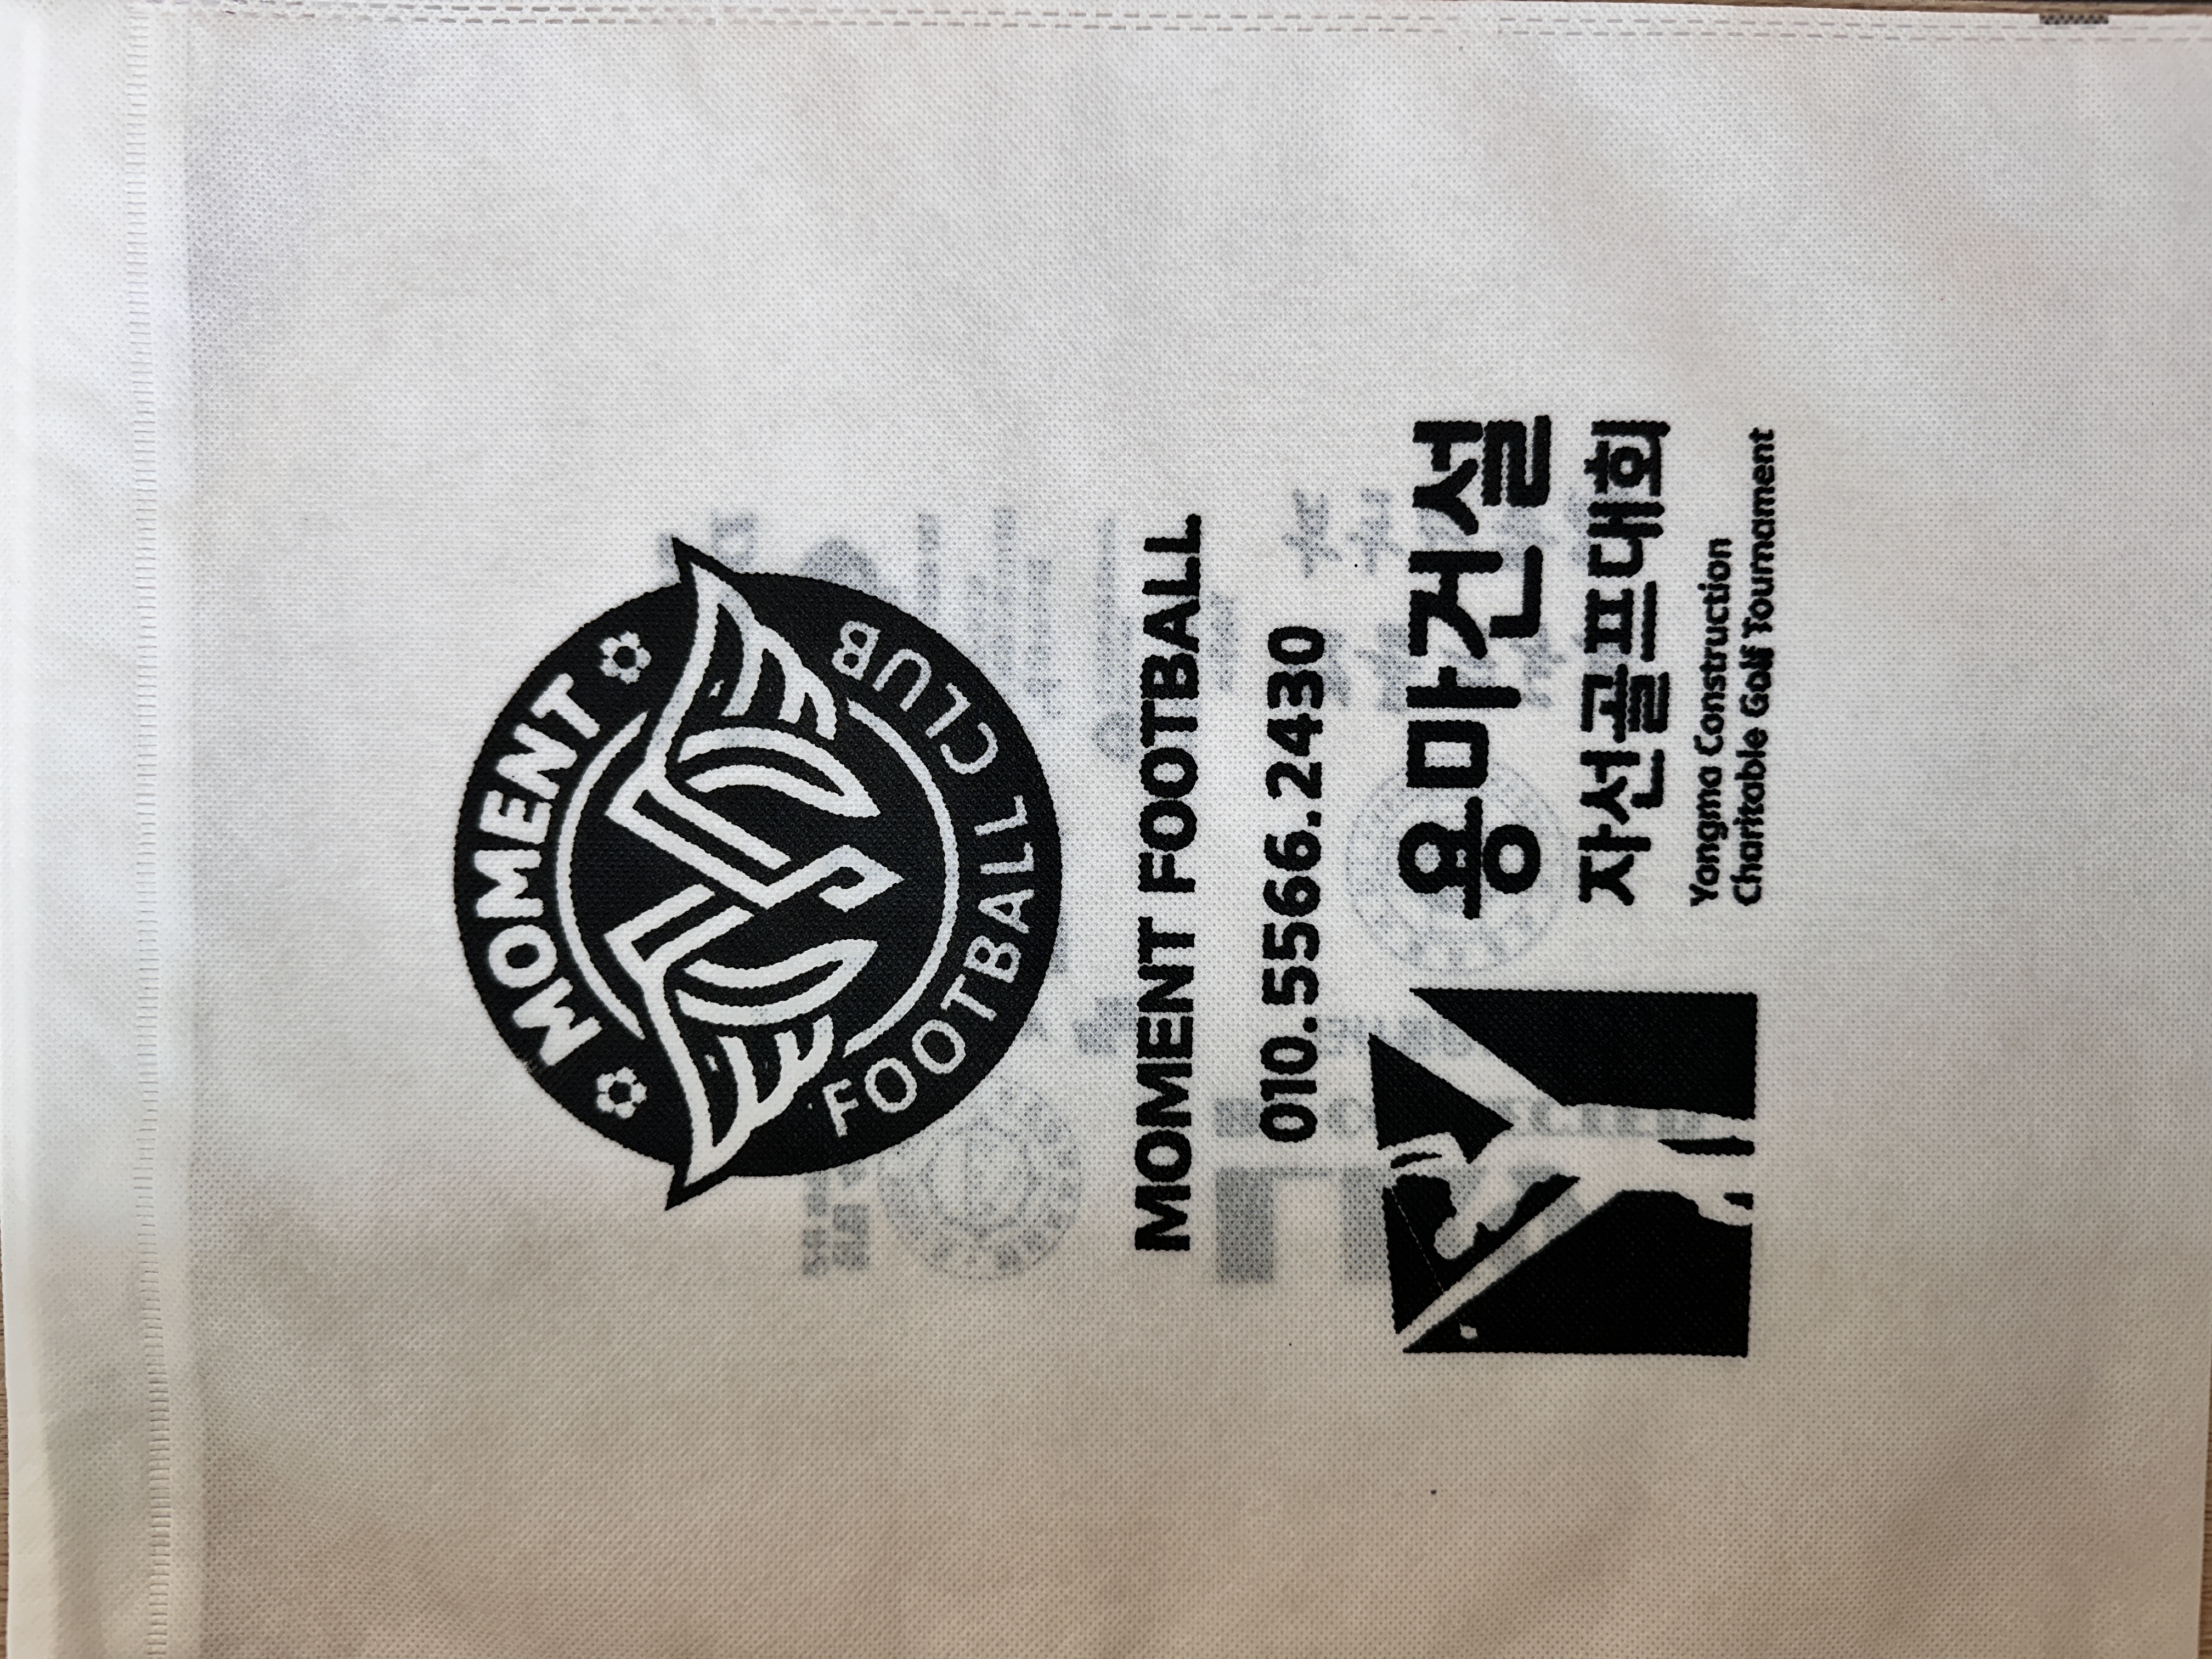 MOMENT
FOOTBALL CLUB
MOMENT FOOTBALL
010.5566.2430
용마건설
자선골프대회
Yongma Construction
Charitable Golf Tournament